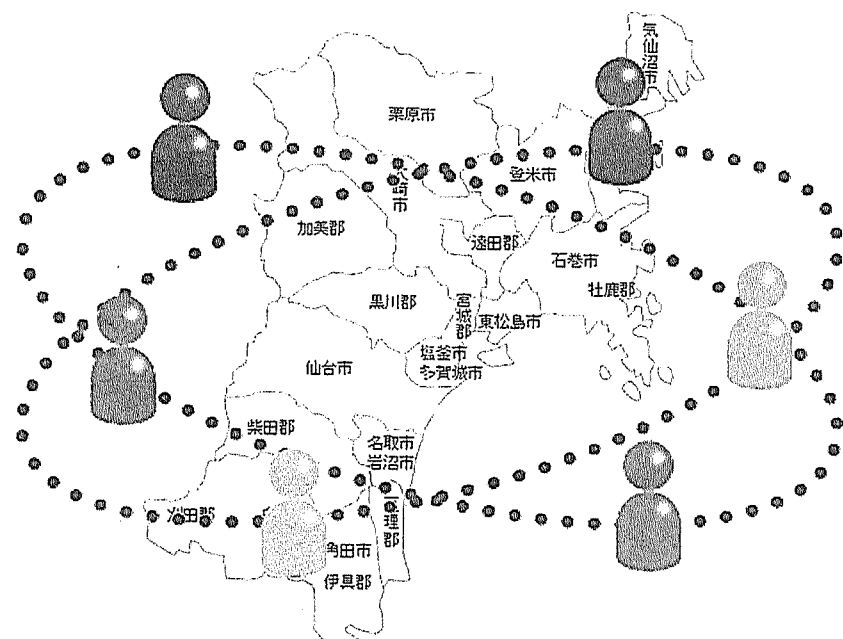 気仙沼市
栗原市
登米市
崎市
加美郡
遠田郡
石巻市
牡鹿郡
黒川郡
宮城郡
東松島市
塩釜市
多賀城市
仙台市
柴田郡
名取市
岩沼市
田郡
理郡
角田市
伊具郡